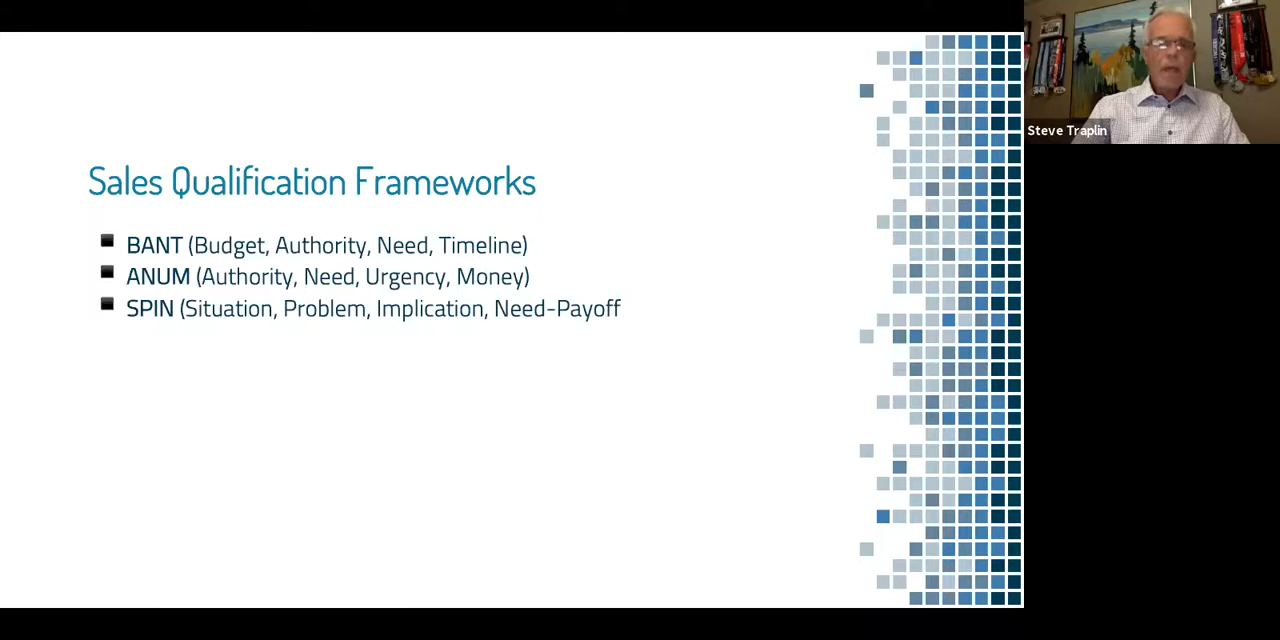 Sales Qualification Frameworks
BANT (Budget, Authority, Need, Timeline)
ANUM (Authority, Need, Urgency, Money)
SPIN (Situation, Problem, Implication, Need-Payoff
Steve Traplin